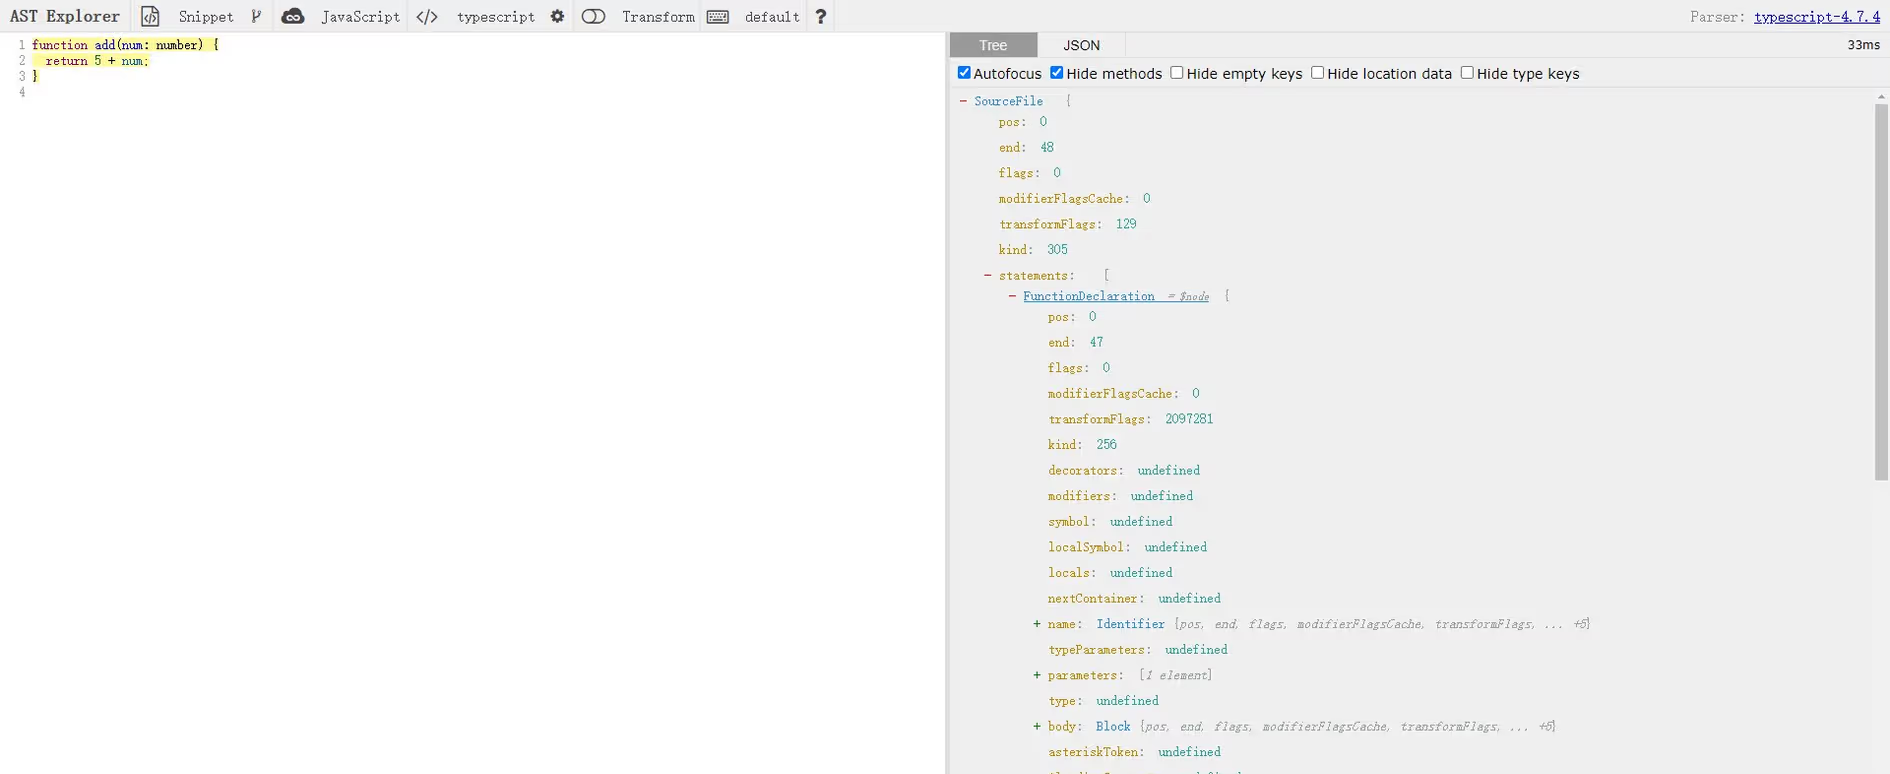 AST Explorer Snippet JavaScript </> typescript Transform default ? Parser: typescript-4.7.4
1 function add(num: number) {
2   return 5 + num;
3 }
4
Tree JSON 33ms
Autofocus Hide methods Hide empty keys Hide location data Hide type keys
- SourceFile {
pos: 0
end: 48
flags: 0
modifierFlagsCache: 0
transformFlags: 129
kind: 305
- statements: [
- FunctionDeclaration = $node {
pos: 0
end: 47
flags: 0
modifierFlagsCache: 0
transformFlags: 2097281
kind: 256
decorators: undefined
modifiers: undefined
symbol: undefined
localSymbol: undefined
locals: undefined
nextContainer: undefined
+ name: Identifier {pos, end, flags, modifierFlagsCache, transformFlags, ... +5}
typeParameters: undefined
+ parameters: [1 element]
type: undefined
+ body: Block {pos, end, flags, modifierFlagsCache, transformFlags, ... +5}
asteriskToken: undefined